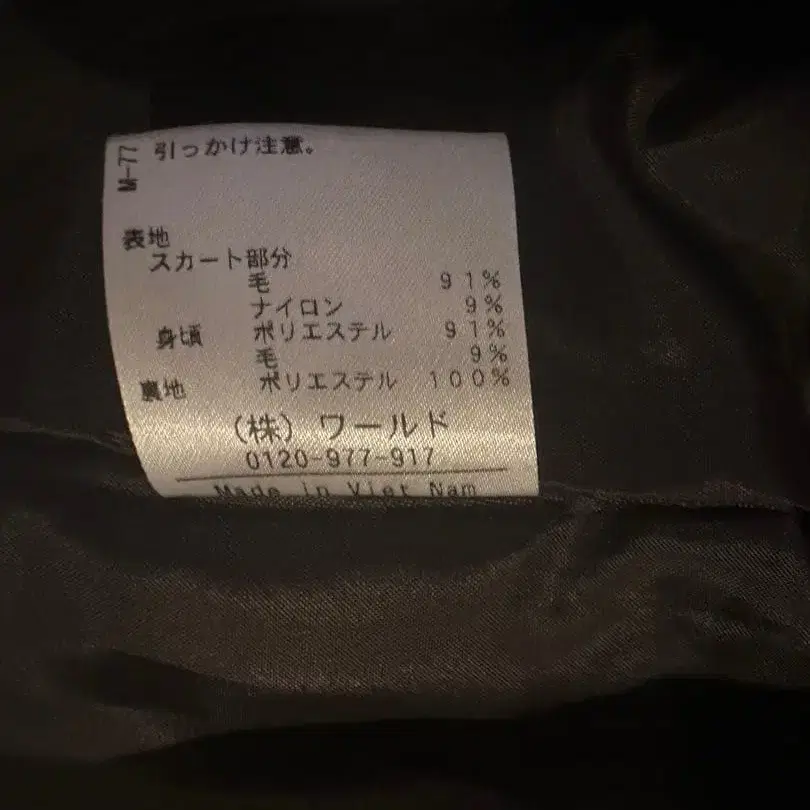 M-77
引っかけ注意。
表地
スカート部分
毛 91%
ナイロン 9%
身頃 ポリエステル 91%
毛 9%
裏地 ポリエステル 100%
(株) ワールド
0120-977-917
Made in Viet Nam